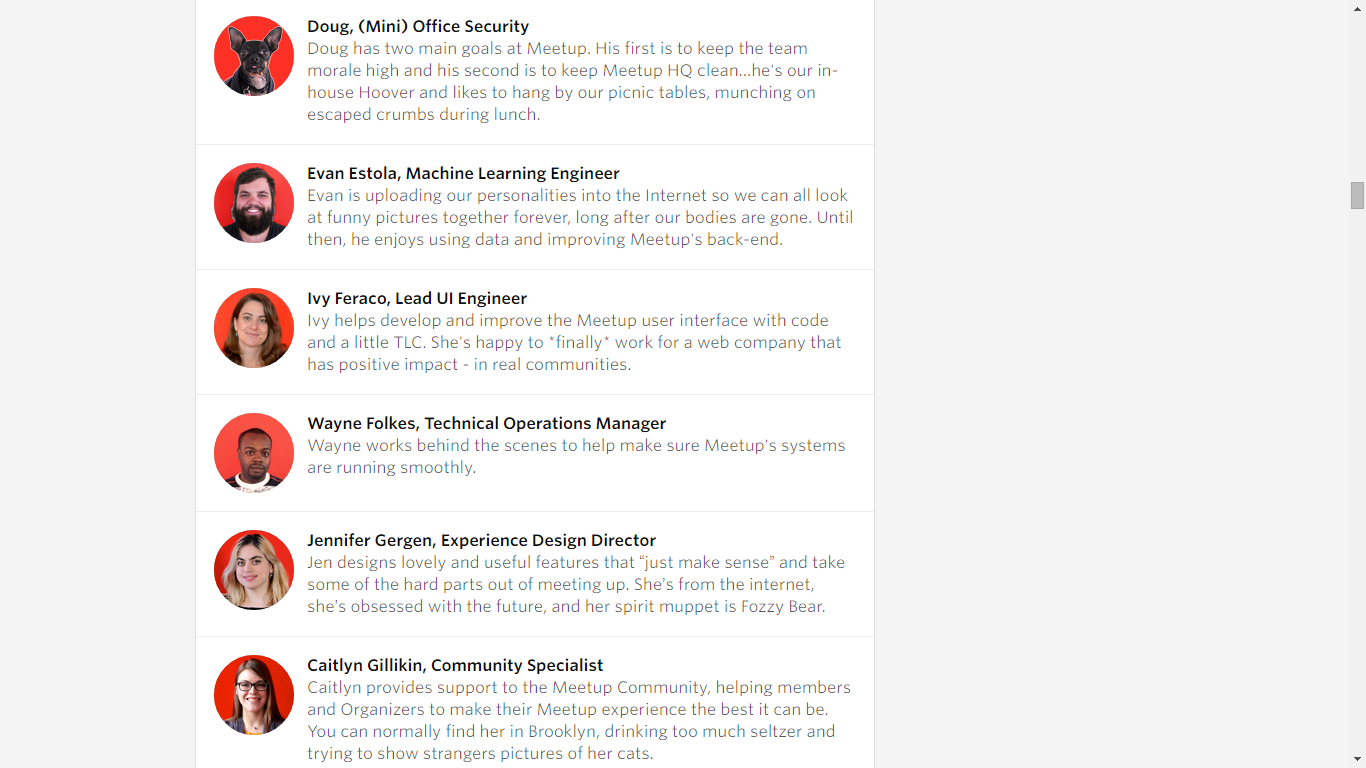 Doug, (Mini) Office Security
Doug has two main goals at Meetup. His first is to keep the team
morale high and his second is to keep Meetup HQ clean...he's our in-
house Hoover and likes to hang by our picnic tables, munching on
escaped crumbs during lunch.
Evan Estola, Machine Learning Engineer
Evan is uploading our personalities into the Internet so we can all look
at funny pictures together forever, long after our bodies are gone. Until
then, he enjoys using data and improving Meetup's back-end.
Ivy Feraco, Lead UI Engineer
Ivy helps develop and improve the Meetup user interface with code
and a little TLC. She's happy to *finally* work for a web company that
has positive impact - in real communities.
Wayne Folkes, Technical Operations Manager
Wayne works behind the scenes to help make sure Meetup's systems
are running smoothly.
Jennifer Gergen, Experience Design Director
Jen designs lovely and useful features that “just make sense” and take
some of the hard parts out of meeting up. She’s from the internet,
she’s obsessed with the future, and her spirit muppet is Fozzy Bear.
Caitlyn Gillikin, Community Specialist
Caitlyn provides support to the Meetup Community, helping members
and Organizers to make their Meetup experience the best it can be.
You can normally find her in Brooklyn, drinking too much seltzer and
trying to show strangers pictures of her cats.